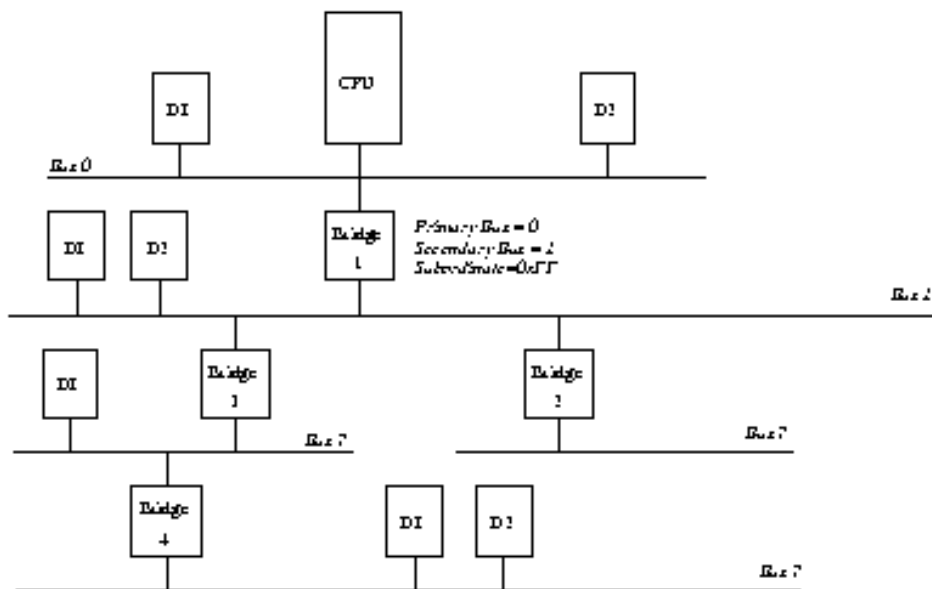 CPU
D1
D2
Bus 0
D1
D2
Bridge
1
Primary Bus = 0
Secondary Bus = 1
Subordinate=0xFF
Bus 1
D1
Bridge
Bridge
Bus ?
Bus ?
Bridge
4
D1
D2
Bus ?